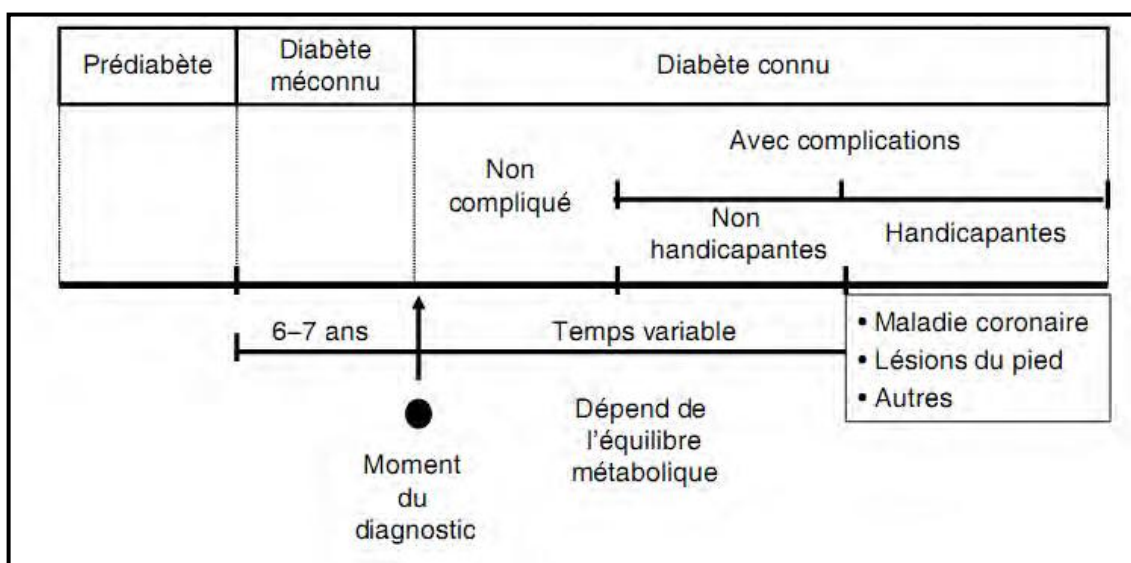 Prédiabète
Diabète
méconnu
Diabète connu
Avec complications
Non
compliqué
Non
handicapantes
Handicapantes
6–7 ans
Temps variable
• Maladie coronaire
• Lésions du pied
• Autres
Dépend de
l'équilibre
métabolique
Moment
du
diagnostic